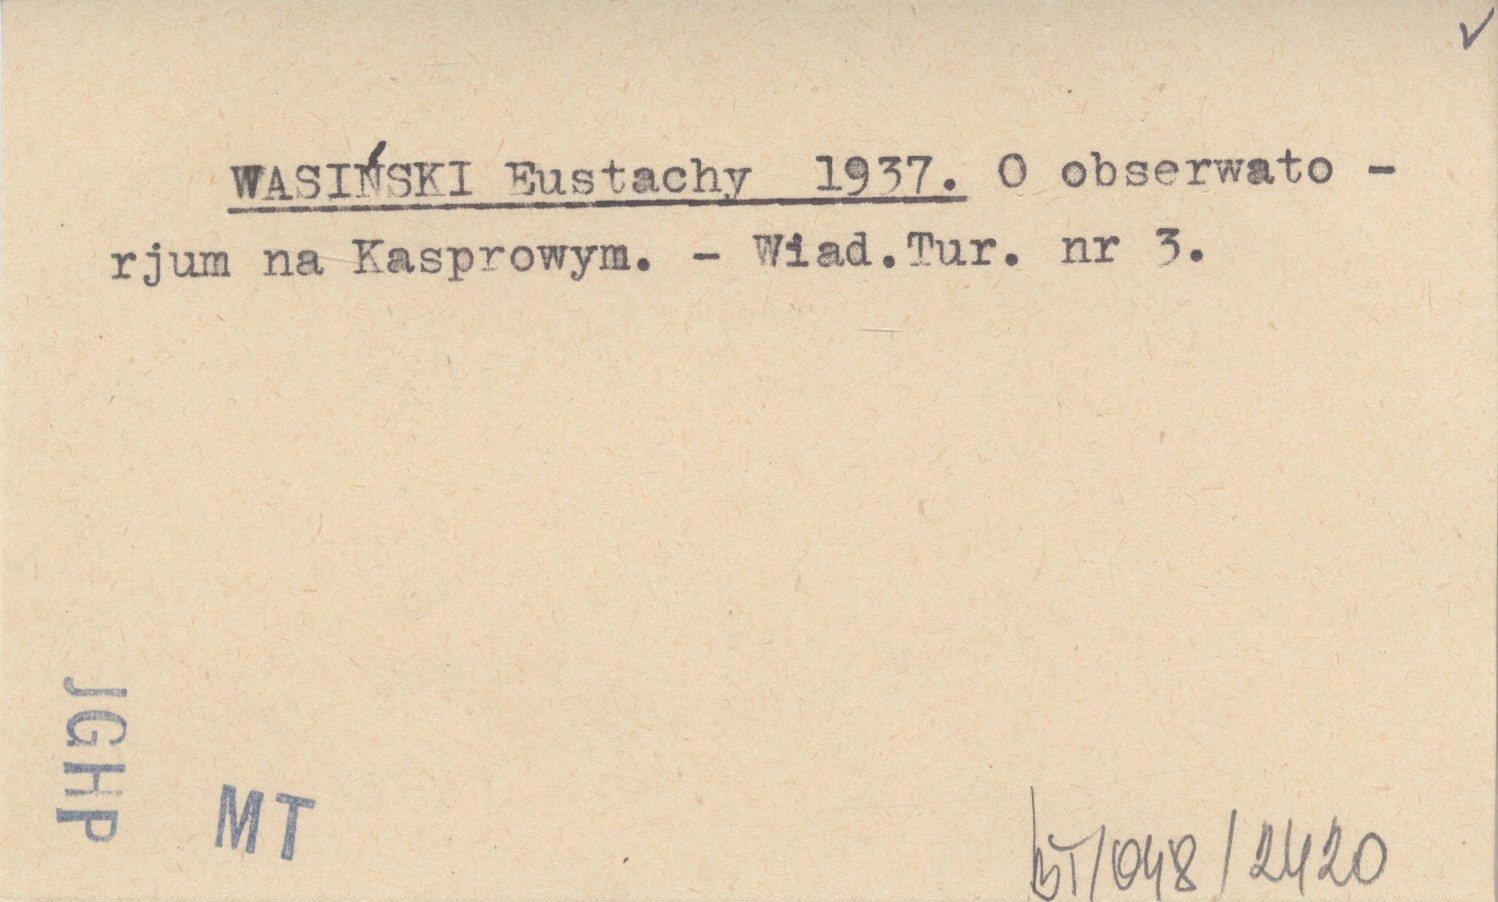 ✓
WASIŃSKI Eustachy 1937. O obserwato -
rjum na Kasprowym. - Wiad.Tur. nr 3.
JGHP
MT
BT/048/2420